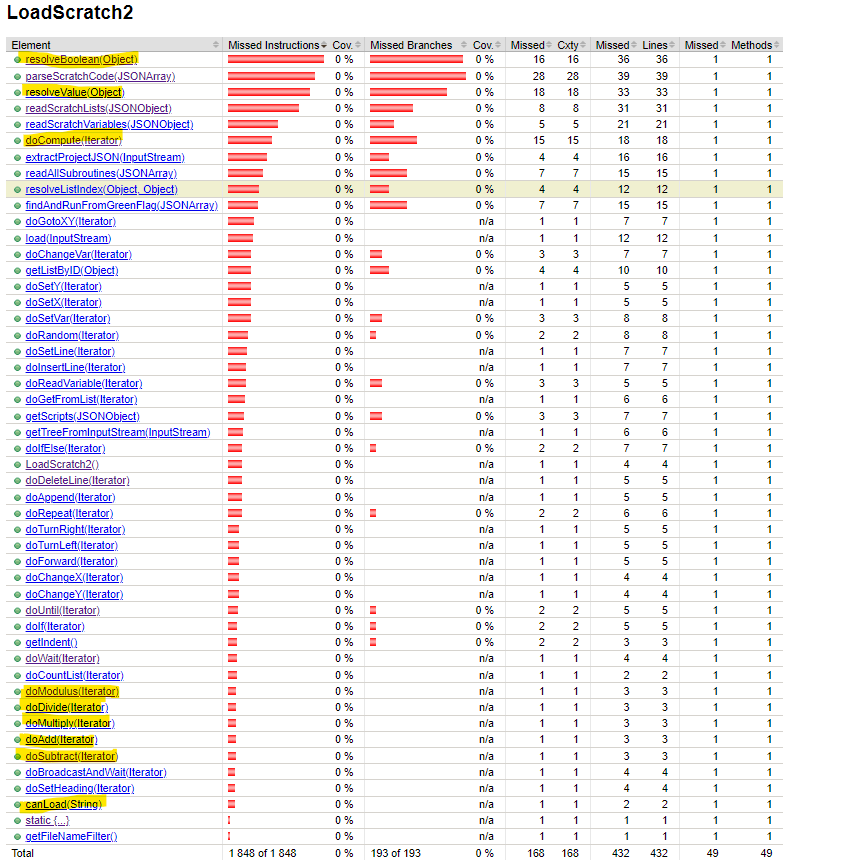 LoadScratch2
Element Missed Instructions Cov. Missed Branches Cov. Missed Cxty Missed Lines Missed Methods
resolveBoolean(Object) 0 % 0 % 16 16 36 36 1 1
parseScratchCode(JSONArray) 0 % 0 % 28 28 39 39 1 1
resolveValue(Object) 0 % 0 % 18 18 33 33 1 1
readScratchLists(JSONObject) 0 % 0 % 8 8 31 31 1 1
readScratchVariables(JSONObject) 0 % 0 % 5 5 21 21 1 1
doCompute(Iterator) 0 % 0 % 15 15 18 18 1 1
extractProjectJSON(InputStream) 0 % 0 % 4 4 16 16 1 1
readAllSubroutines(JSONArray) 0 % 0 % 7 7 15 15 1 1
resolveListIndex(Object, Object) 0 % 0 % 4 4 12 12 1 1
findAndRunFromGreenFlag(JSONArray) 0 % 0 % 7 7 15 15 1 1
doGotoXY(Iterator) 0 % n/a 1 1 7 7 1 1
load(InputStream) 0 % n/a 1 1 12 12 1 1
doChangeVar(Iterator) 0 % 0 % 3 3 7 7 1 1
getListByID(Object) 0 % 0 % 4 4 10 10 1 1
doSetY(Iterator) 0 % n/a 1 1 5 5 1 1
doSetX(Iterator) 0 % n/a 1 1 5 5 1 1
doSetVar(Iterator) 0 % 0 % 3 3 8 8 1 1
doRandom(Iterator) 0 % 0 % 2 2 8 8 1 1
doSetLine(Iterator) 0 % n/a 1 1 7 7 1 1
doInsertLine(Iterator) 0 % n/a 1 1 7 7 1 1
doReadVariable(Iterator) 0 % 0 % 3 3 5 5 1 1
doGetFromList(Iterator) 0 % n/a 1 1 6 6 1 1
getScripts(JSONObject) 0 % 0 % 3 3 7 7 1 1
getTreeFromInputStream(InputStream) 0 % n/a 1 1 6 6 1 1
doIfElse(Iterator) 0 % 0 % 2 2 7 7 1 1
LoadScratch2() 0 % n/a 1 1 4 4 1 1
doDeleteLine(Iterator) 0 % n/a 1 1 5 5 1 1
doAppend(Iterator) 0 % n/a 1 1 5 5 1 1
doRepeat(Iterator) 0 % 0 % 2 2 6 6 1 1
doTurnRight(Iterator) 0 % n/a 1 1 5 5 1 1
doTurnLeft(Iterator) 0 % n/a 1 1 5 5 1 1
doForward(Iterator) 0 % n/a 1 1 5 5 1 1
doChangeX(Iterator) 0 % n/a 1 1 4 4 1 1
doChangeY(Iterator) 0 % n/a 1 1 4 4 1 1
doUntil(Iterator) 0 % 0 % 2 2 5 5 1 1
doIf(Iterator) 0 % 0 % 2 2 5 5 1 1
getIndent() 0 % 0 % 2 2 3 3 1 1
doWait(Iterator) 0 % n/a 1 1 4 4 1 1
doCountList(Iterator) 0 % n/a 1 1 2 2 1 1
doModulus(Iterator) 0 % n/a 1 1 3 3 1 1
doDivide(Iterator) 0 % n/a 1 1 3 3 1 1
doMultiply(Iterator) 0 % n/a 1 1 3 3 1 1
doAdd(Iterator) 0 % n/a 1 1 3 3 1 1
doSubtract(Iterator) 0 % n/a 1 1 3 3 1 1
doBroadcastAndWait(Iterator) 0 % n/a 1 1 4 4 1 1
doSetHeading(Iterator) 0 % n/a 1 1 4 4 1 1
canLoad(String) 0 % n/a 1 1 2 2 1 1
static {...} 0 % n/a 1 1 1 1 1 1
getFileNameFilter() 0 % n/a 1 1 1 1 1 1
Total 1 848 of 1 848 0 % 193 of 193 0 % 168 168 432 432 49 49